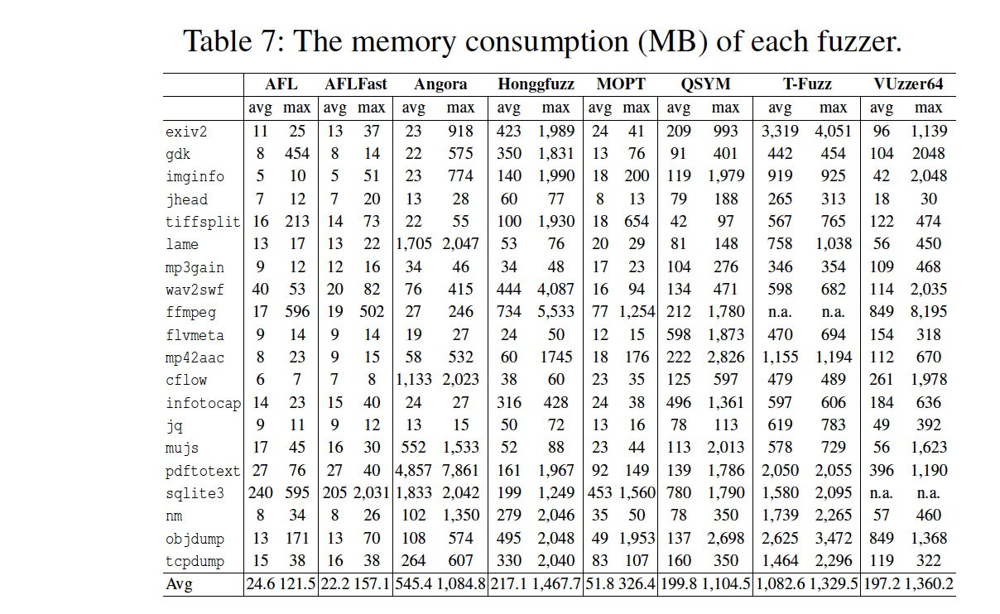 Table 7: The memory consumption (MB) of each fuzzer.
AFL AFLFast Angora Honggfuzz MOPT QSYM T-Fuzz VUzzer64
avg max avg max avg max avg max avg max avg max avg max avg max
exiv2 11 25 13 37 23 918 423 1,989 24 41 209 993 3,319 4,051 96 1,139
gdk 8 454 8 14 22 575 350 1,831 13 76 91 401 442 454 104 2048
imginfo 5 10 5 51 23 774 140 1,990 18 200 119 1,979 919 925 42 2,048
jhead 7 12 7 20 13 28 60 77 8 13 79 188 265 313 18 30
tiffsplit 16 213 14 73 22 55 100 1,930 18 654 42 97 567 765 122 474
lame 13 17 13 22 1,705 2,047 53 76 20 29 81 148 758 1,038 56 450
mp3gain 9 12 12 16 34 46 34 48 17 23 104 276 346 354 109 468
wav2swf 40 53 20 82 76 415 444 4,087 16 94 134 471 598 682 114 2,035
ffmpeg 17 596 19 502 27 246 734 5,533 77 1,254 212 1,780 n.a. n.a. 849 8,195
flvmeta 9 14 9 14 19 27 24 50 12 15 598 1,873 470 694 154 318
mp42aac 8 23 9 15 58 532 60 1745 18 176 222 2,826 1,155 1,194 112 670
cflow 6 7 7 8 1,133 2,023 38 60 23 35 125 597 479 489 261 1,978
infotocap 14 23 15 40 24 27 316 428 24 38 496 1,361 597 606 184 636
jq 9 11 9 12 13 15 50 72 13 16 78 113 619 783 49 392
mujs 17 45 16 30 552 1,533 52 88 23 44 113 2,013 578 729 56 1,623
pdftotext 27 76 27 40 4,857 7,861 161 1,967 92 149 139 1,786 2,050 2,055 396 1,190
sqlite3 240 595 205 2,031 1,833 2,042 199 1,249 453 1,560 780 1,790 1,580 2,095 n.a. n.a.
nm 8 34 8 26 102 1,350 279 2,046 35 50 78 350 1,739 2,265 57 460
objdump 13 171 13 70 108 574 495 2,048 49 1,953 137 2,698 2,625 3,472 849 1,368
tcpdump 15 38 16 38 264 607 330 2,040 83 107 160 350 1,464 2,296 119 322
Avg 24.6 121.5 22.2 157.1 545.4 1,084.8 217.1 1,467.7 51.8 326.4 199.8 1,104.5 1,082.6 1,329.5 197.2 1,360.2